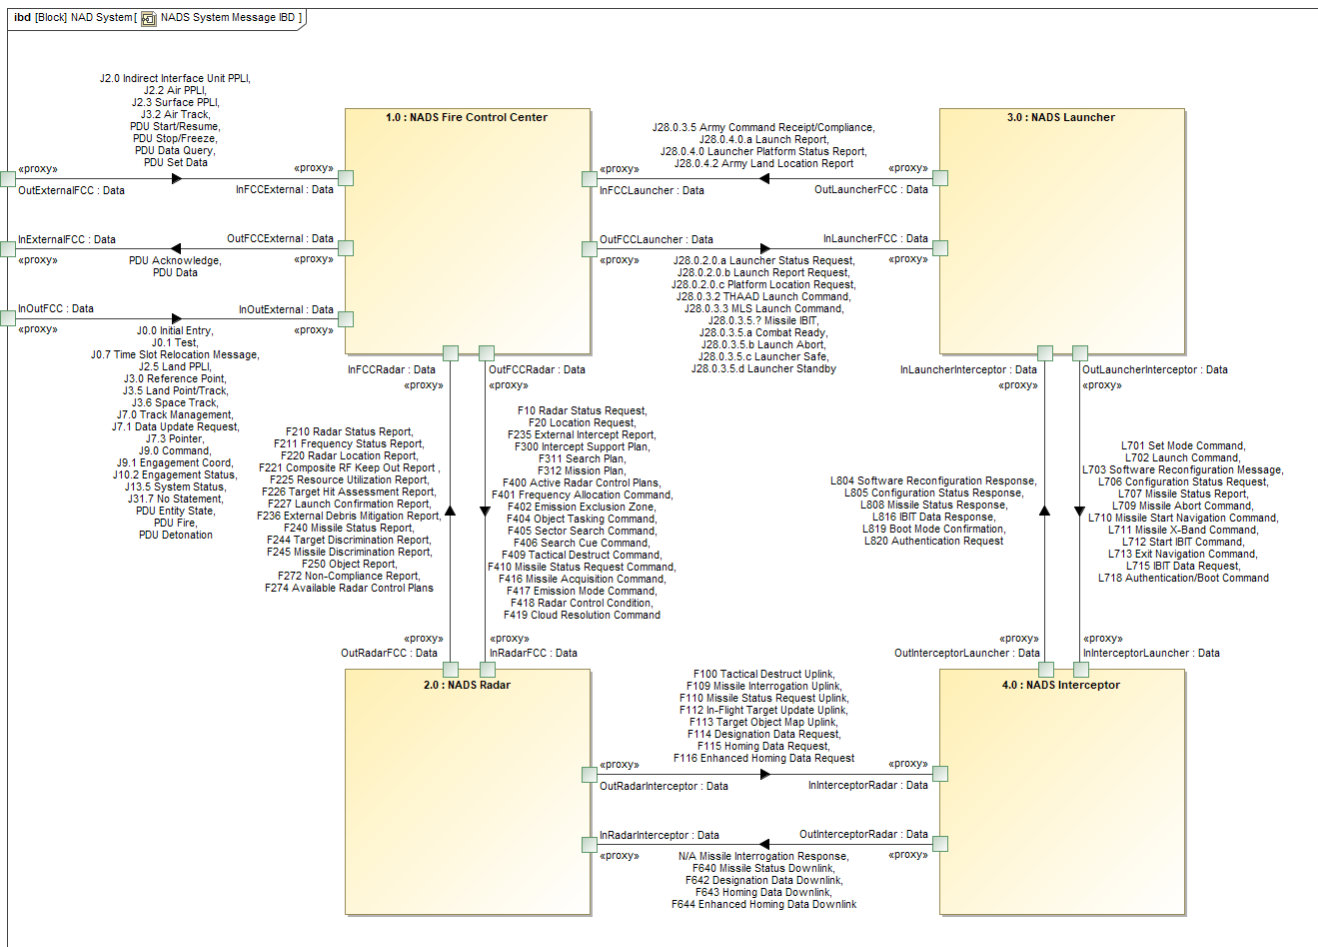 ibd [Block] NAD System[ NADS System Message IBD ]
J2.0 Indirect Interface Unit PPLI,
J2.2 Air PPLI,
J2.3 Surface PPLI,
J3.2 Air Track,
PDU Start/Resume,
PDU Stop/Freeze,
PDU Data Query,
PDU Set Data
«proxy»
«proxy»
OutExternalFCC : Data
InFCCExternal : Data
InExternalFCC : Data
OutFCCExternal : Data
«proxy»
«proxy»
PDU Acknowledge,
PDU Data
InOutFCC : Data
InOutExternal : Data
«proxy»
«proxy»
J0.0 Initial Entry,
J0.1 Test,
J0.7 Time Slot Relocation Message,
J2.5 Land PPLI,
J3.0 Reference Point,
J3.5 Land Point/Track,
J3.6 Space Track,
J7.0 Track Management,
J7.1 Data Update Request,
J7.3 Pointer,
J9.0 Command,
J9.1 Engagement Coord,
J10.2 Engagement Status,
J13.5 System Status,
J31.7 No Statement,
PDU Entity State,
PDU Fire,
PDU Detonation
1.0 : NADS Fire Control Center
J28.0.3.5 Army Command Receipt/Compliance,
J28.0.4.0.a Launch Report,
J28.0.4.0 Launcher Platform Status Report,
J28.0.4.2 Army Land Location Report
«proxy»
«proxy»
InFCCLauncher : Data
OutLauncherFCC : Data
OutFCCLauncher : Data
InLauncherFCC : Data
«proxy»
«proxy»
J28.0.2.0.a Launcher Status Request,
J28.0.2.0.b Launch Report Request,
J28.0.2.0.c Platform Location Request,
J28.0.3.2 THAAD Launch Command,
J28.0.3.3 MLS Launch Command,
J28.0.3.5.? Missile IBIT,
J28.0.3.5.a Combat Ready,
J28.0.3.5.b Launch Abort,
J28.0.3.5.c Launcher Safe,
J28.0.3.5.d Launcher Standby
3.0 : NADS Launcher
InFCCRadar : Data
OutFCCRadar : Data
«proxy»
«proxy»
F210 Radar Status Report,
F211 Frequency Status Report,
F220 Radar Location Report,
F221 Composite RF Keep Out Report ,
F225 Resource Utilization Report,
F226 Target Hit Assessment Report,
F227 Launch Confirmation Report,
F236 External Debris Mitigation Report,
F240 Missile Status Report,
F244 Target Discrimination Report,
F245 Missile Discrimination Report,
F250 Object Report,
F272 Non-Compliance Report,
F274 Available Radar Control Plans
F10 Radar Status Request,
F20 Location Request,
F235 External Intercept Report,
F300 Intercept Support Plan,
F311 Search Plan,
F312 Mission Plan,
F400 Active Radar Control Plans,
F401 Frequency Allocation Command,
F402 Emission Exclusion Zone,
F404 Object Tasking Command,
F405 Sector Search Command,
F406 Search Cue Command,
F409 Tactical Destruct Command,
F410 Missile Status Request Command,
F416 Missile Acquisition Command,
F417 Emission Mode Command,
F418 Radar Control Condition,
F419 Cloud Resolution Command
«proxy»
«proxy»
OutRadarFCC : Data
InRadarFCC : Data
InLauncherInterceptor : Data
OutLauncherInterceptor : Data
«proxy»
«proxy»
L804 Software Reconfiguration Response,
L805 Configuration Status Response,
L808 Missile Status Response,
L816 IBIT Data Response,
L819 Boot Mode Confirmation,
L820 Authentication Request
L701 Set Mode Command,
L702 Launch Command,
L703 Software Reconfiguration Message,
L706 Configuration Status Request,
L707 Missile Status Report,
L709 Missile Abort Command,
L710 Missile Start Navigation Command,
L711 Missile X-Band Command,
L712 Start IBIT Command,
L713 Exit Navigation Command,
L715 IBIT Data Request,
L718 Authentication/Boot Command
«proxy»
«proxy»
OutInterceptorLauncher : Data
InInterceptorLauncher : Data
2.0 : NADS Radar
F100 Tactical Destruct Uplink,
F109 Missile Interrogation Uplink,
F110 Missile Status Request Uplink,
F112 In-Flight Target Update Uplink,
F113 Target Object Map Uplink,
F114 Designation Data Request,
F115 Homing Data Request,
F116 Enhanced Homing Data Request
«proxy»
«proxy»
OutRadarInterceptor : Data
InInterceptorRadar : Data
InRadarInterceptor : Data
OutInterceptorRadar : Data
«proxy»
«proxy»
N/A Missile Interrogation Response,
F640 Missile Status Downlink,
F642 Designation Data Downlink,
F643 Homing Data Downlink,
F644 Enhanced Homing Data Downlink
4.0 : NADS Interceptor